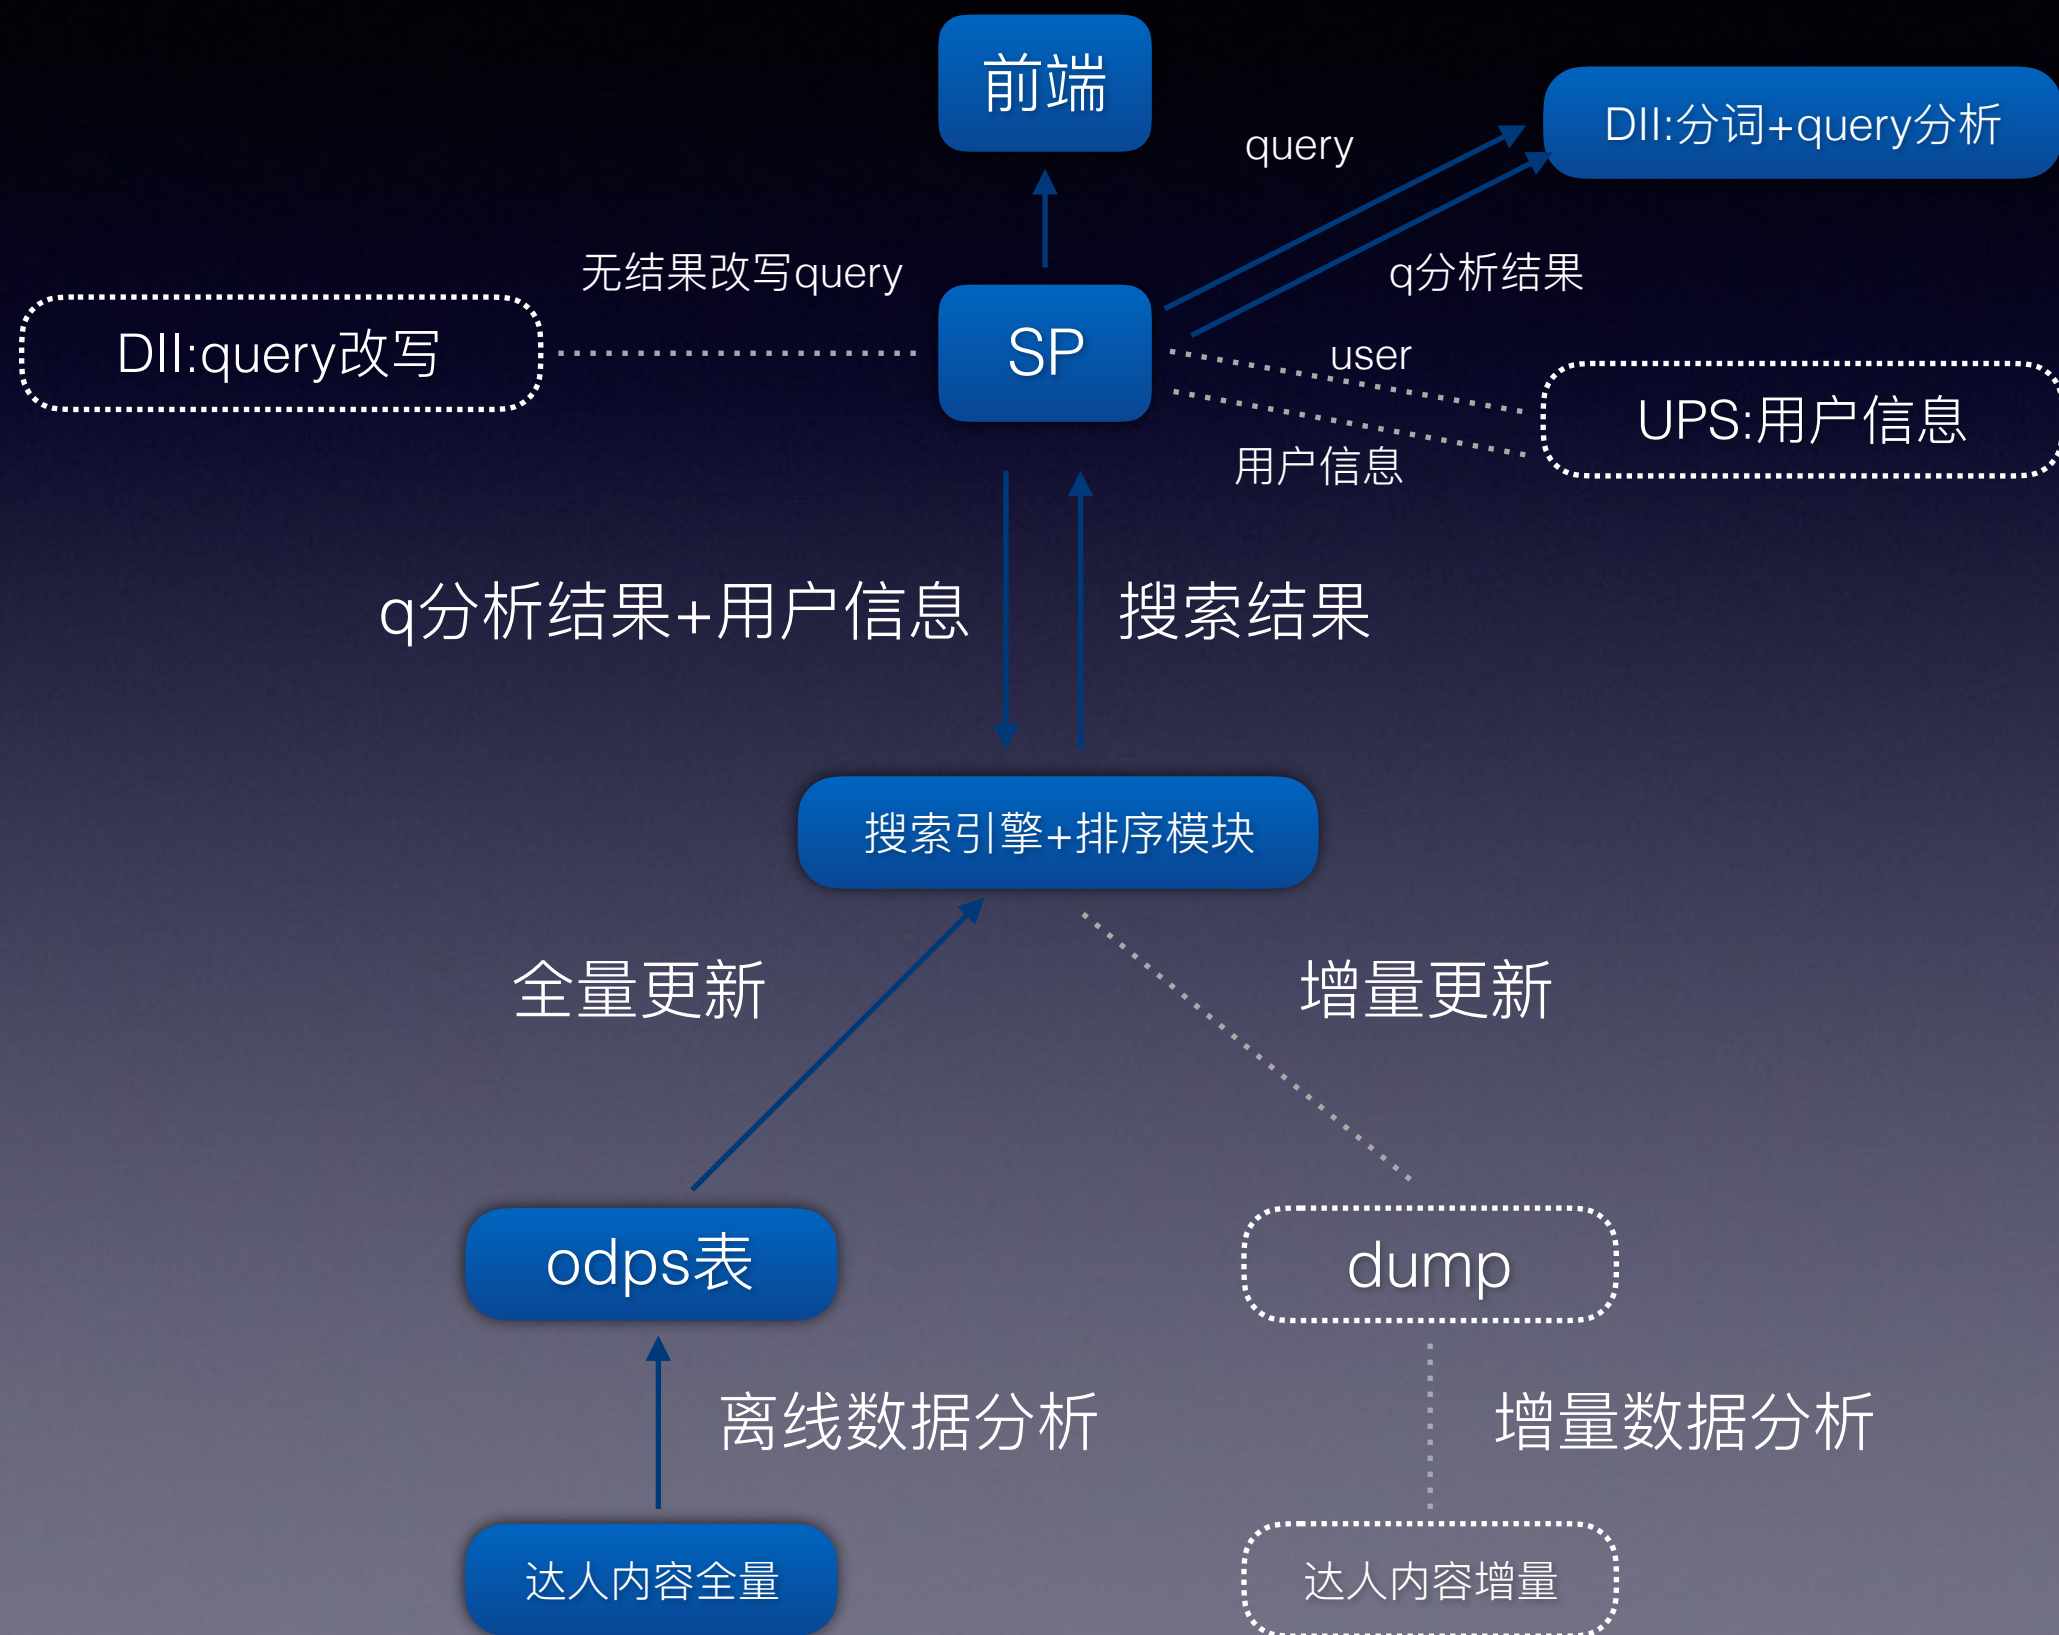 前端
DII:分词+query分析
query
无结果改写query
q分析结果
DII:query改写
SP
user
UPS:用户信息
用户信息
q分析结果+用户信息
搜索结果
搜索引擎+排序模块
全量更新
增量更新
odps表
dump
离线数据分析
增量数据分析
达人内容全量
达人内容增量